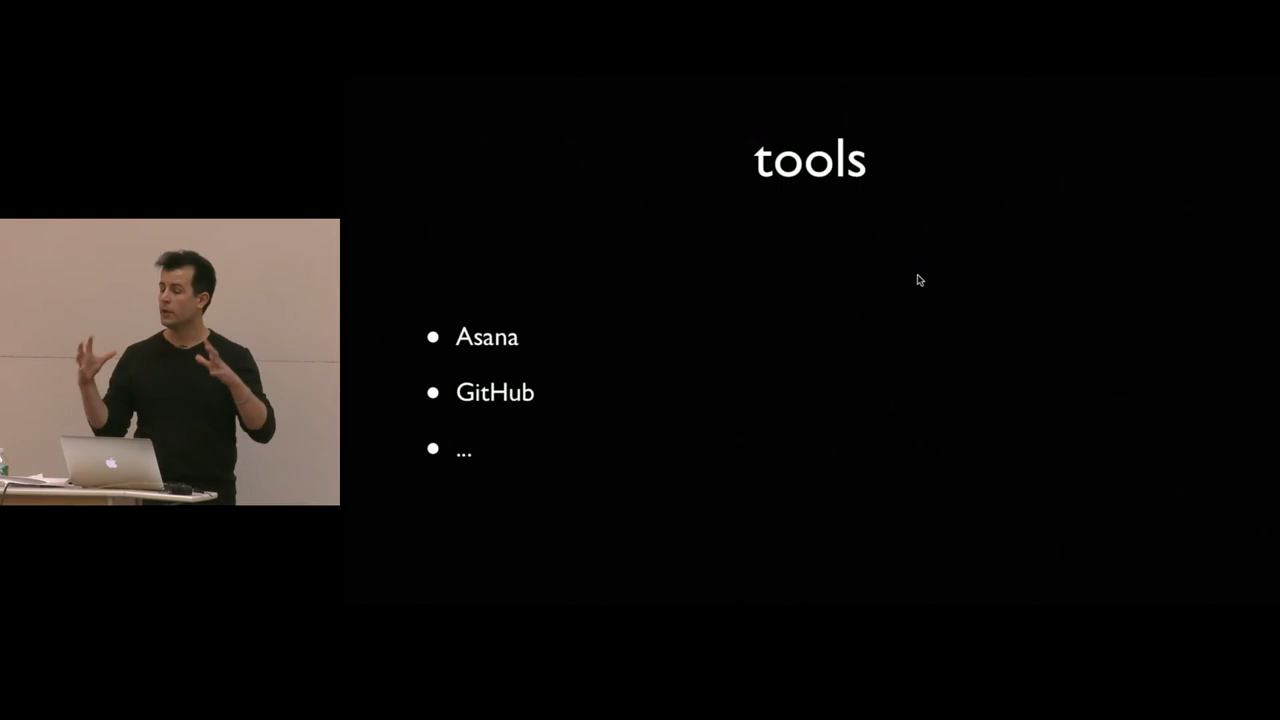 tools
• Asana
• GitHub
• ...